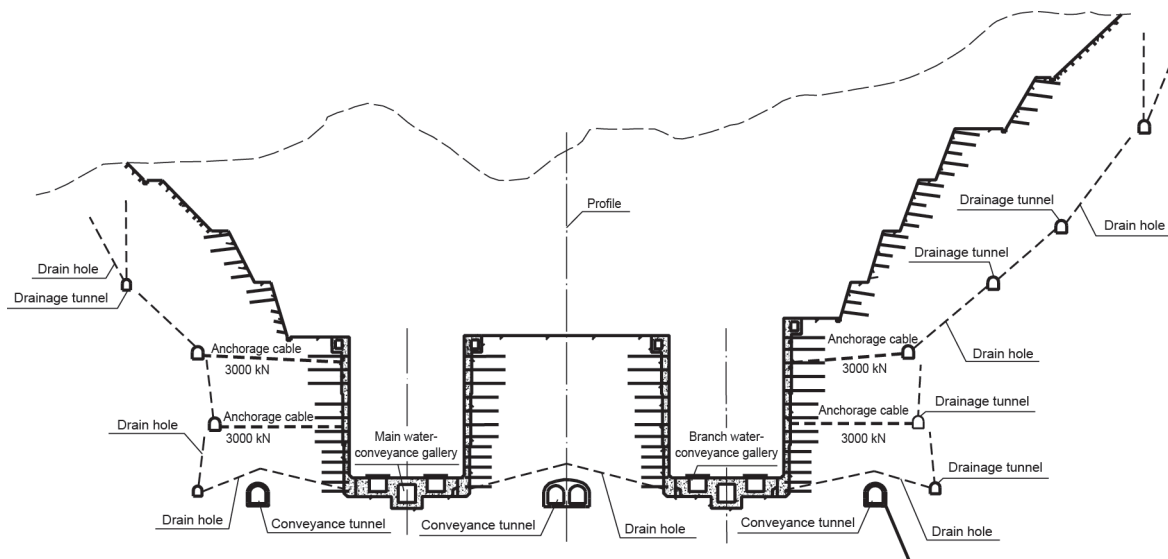 Profile
Drainage tunnel
Drain hole
Drain hole
Drainage tunnel
Drainage tunnel
Anchorage cable
3000 kN
Anchorage cable
3000 kN
Drain hole
Anchorage cable
3000 kN
Anchorage cable
3000 kN
Drainage tunnel
Drain hole
Main water-
conveyance gallery
Branch water-
conveyance gallery
Drainage tunnel
Drain hole
Conveyance tunnel
Conveyance tunnel
Drain hole
Conveyance tunnel
Drain hole